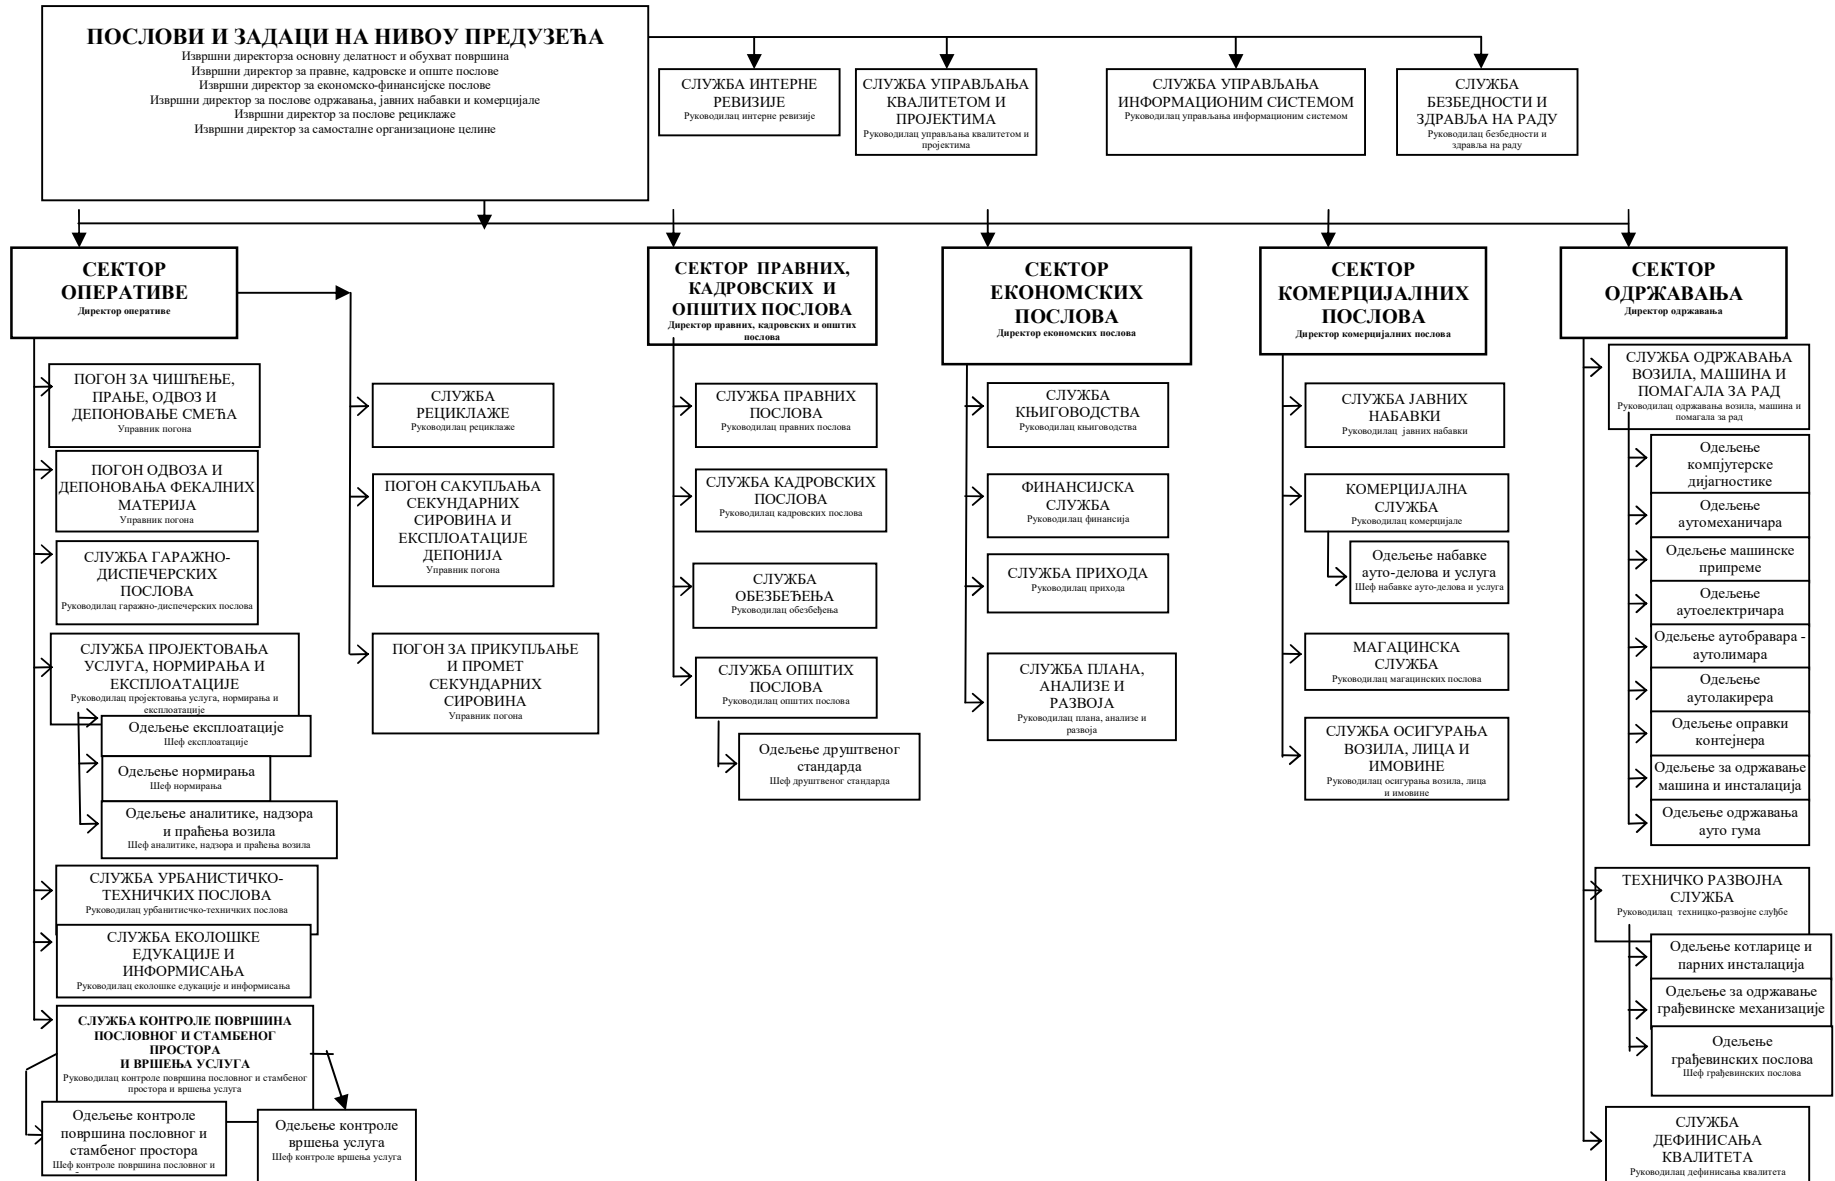 ПОСЛОВИ И ЗАДАЦИ НА НИВОУ ПРЕДУЗЕЋА
Извршни директорза основну делатност и обухват површина
Извршни директор за правне, кадровске и опште послове
Извршни директор за економско-финансијске послове
Извршни директор за послове одржавања, јавних набавки и комерцијале
Извршни директор за послове рециклаже
Извршни директор за самосталне организационе целине
СЛУЖБА ИНТЕРНЕ
РЕВИЗИЈЕ
Руководилац интерне ревизије
СЛУЖБА УПРАВЉАЊА
КВАЛИТЕТОМ И
ПРОЈЕКТИМА
Руководилац управљања квалитетом и
пројектима
СЛУЖБА УПРАВЉАЊА
ИНФОРМАЦИОНИМ СИСТЕМОМ
Руководилац управљања информационим системом
СЛУЖБА
БЕЗБЕДНОСТИ И
ЗДРАВЉА НА РАДУ
Руководилац безбедности и
здравља на раду
СЕКТОР
ОПЕРАТИВЕ
Директор оперативе
ПОГОН ЗА ЧИШЋЕЊЕ,
ПРАЊЕ, ОДВОЗ И
ДЕПОНОВАЊЕ СМЕЋА
Управник погона
ПОГОН ОДВОЗА И
ДЕПОНОВАЊА ФЕКАЛНИХ
МАТЕРИЈА
Управник погона
СЛУЖБА ГАРАЖНО-
ДИСПЕЧЕРСКИХ
ПОСЛОВА
Руководилац гаражно-диспечерских послова
СЛУЖБА ПРОЈЕКТОВАЊА
УСЛУГА, НОРМИРАЊА И
ЕКСПЛОАТАЦИЈЕ
Руководилац пројектовања услуга, нормирања и
експлоатације
Одељење експлоатације
Шеф експлоатације
Одељење нормирања
Шеф нормирања
Одељење аналитике, надзора
и праћења возила
Шеф аналитике, надзора и праћења возила
СЛУЖБА УРБАНИСТИЧКО-
ТЕХНИЧКИХ ПОСЛОВА
Руководилац урбанитисчко-техничких послова
СЛУЖБА ЕКОЛОШКЕ
ЕДУКАЦИЈЕ И
ИНФОРМИСАЊА
Руководилац еколошке едукације и информисања
СЛУЖБА КОНТРОЛЕ ПОВРШИНА
ПОСЛОВНОГ И СТАМБЕНОГ
ПРОСТОРА
И ВРШЕЊА УСЛУГА
Руководилац контроле површина пословног и стамбеног
простора и вршења услуга
Одељење контроле
површина пословног и
стамбеног простора
Шеф контроле површина пословног и
Одељење контроле
вршења услуга
Шеф контроле вршења услуга
СЛУЖБА
РЕЦИКЛАЖЕ
Руководилац рециклаже
ПОГОН САКУПЉАЊА
СЕКУНДАРНИХ
СИРОВИНА И
ЕКСПЛОАТАЦИЈЕ
ДЕПОНИЈА
Управник погона
ПОГОН ЗА ПРИКУПЉАЊЕ
И ПРОМЕТ
СЕКУНДАРНИХ
СИРОВИНА
Управник погона
СЕКТОР ПРАВНИХ,
КАДРОВСКИХ И
ОПШТИХ ПОСЛОВА
Директор правних, кадровских и општих
послова
СЛУЖБА ПРАВНИХ
ПОСЛОВА
Руководилац правних послова
СЛУЖБА КАДРОВСКИХ
ПОСЛОВА
Руководилац кадровских послова
СЛУЖБА
ОБЕЗБЕЂЕЊА
Руководилац обезбеђења
СЛУЖБА ОПШТИХ
ПОСЛОВА
Руководилац општих послова
Одељење друштвеног
стандарда
Шеф друштвеног стандарда
СЕКТОР
ЕКОНОМСКИХ
ПОСЛОВА
Директор економских послова
СЛУЖБА
КЊИГОВОДСТВА
Руководилац књиговодства
ФИНАНСИЈСКА
СЛУЖБА
Руководилац финансија
СЛУЖБА ПРИХОДА
Руководилац прихода
СЛУЖБА ПЛАНА,
АНАЛИЗЕ И
РАЗВОЈА
Руководилац плана, анализе и
развоја
СЕКТОР
КОМЕРЦИЈАЛНИХ
ПОСЛОВА
Директор комерцијалних послова
СЛУЖБА ЈАВНИХ
НАБАВКИ
Руководилац јавних набавки
КОМЕРЦИЈАЛНА
СЛУЖБА
Руководилац комерцијале
Одељење набавке
ауто-делова и услуга
Шеф набавке ауто-делова и услуга
МАГАЦИНСКА
СЛУЖБА
Руководилац магацинских послова
СЛУЖБА ОСИГУРАЊА
ВОЗИЛА, ЛИЦА И
ИМОВИНЕ
Руководилац осигурања возила, лица
и имовине
СЕКТОР
ОДРЖАВАЊА
Директор одржавања
СЛУЖБА ОДРЖАВАЊА
ВОЗИЛА, МАШИНА И
ПОМАГАЛА ЗА РАД
Руководилац одржавања возила, машина и
помагала за рад
Одељење
компјутерске
дијагностике
Одељење
аутомеханичара
Одељење машинске
припреме
Одељење
аутоелектричара
Одељење аутобравара -
аутолимара
Одељење
аутолакирера
Одељење оправки
контејнера
Одељење за одржавање
машина и инсталација
Одељење одржавања
ауто гума
ТЕХНИЧКО РАЗВОЈНА
СЛУЖБА
Руководилац техницко-развојне слуђбе
Одељење котларице и
парних инсталација
Одељење за одржавање
грађевинске механизације
Одељење
грађевинских послова
Шеф грађевинских послова
СЛУЖБА
ДЕФИНИСАЊА
КВАЛИТЕТА
Руководилац дефинисања квалитета